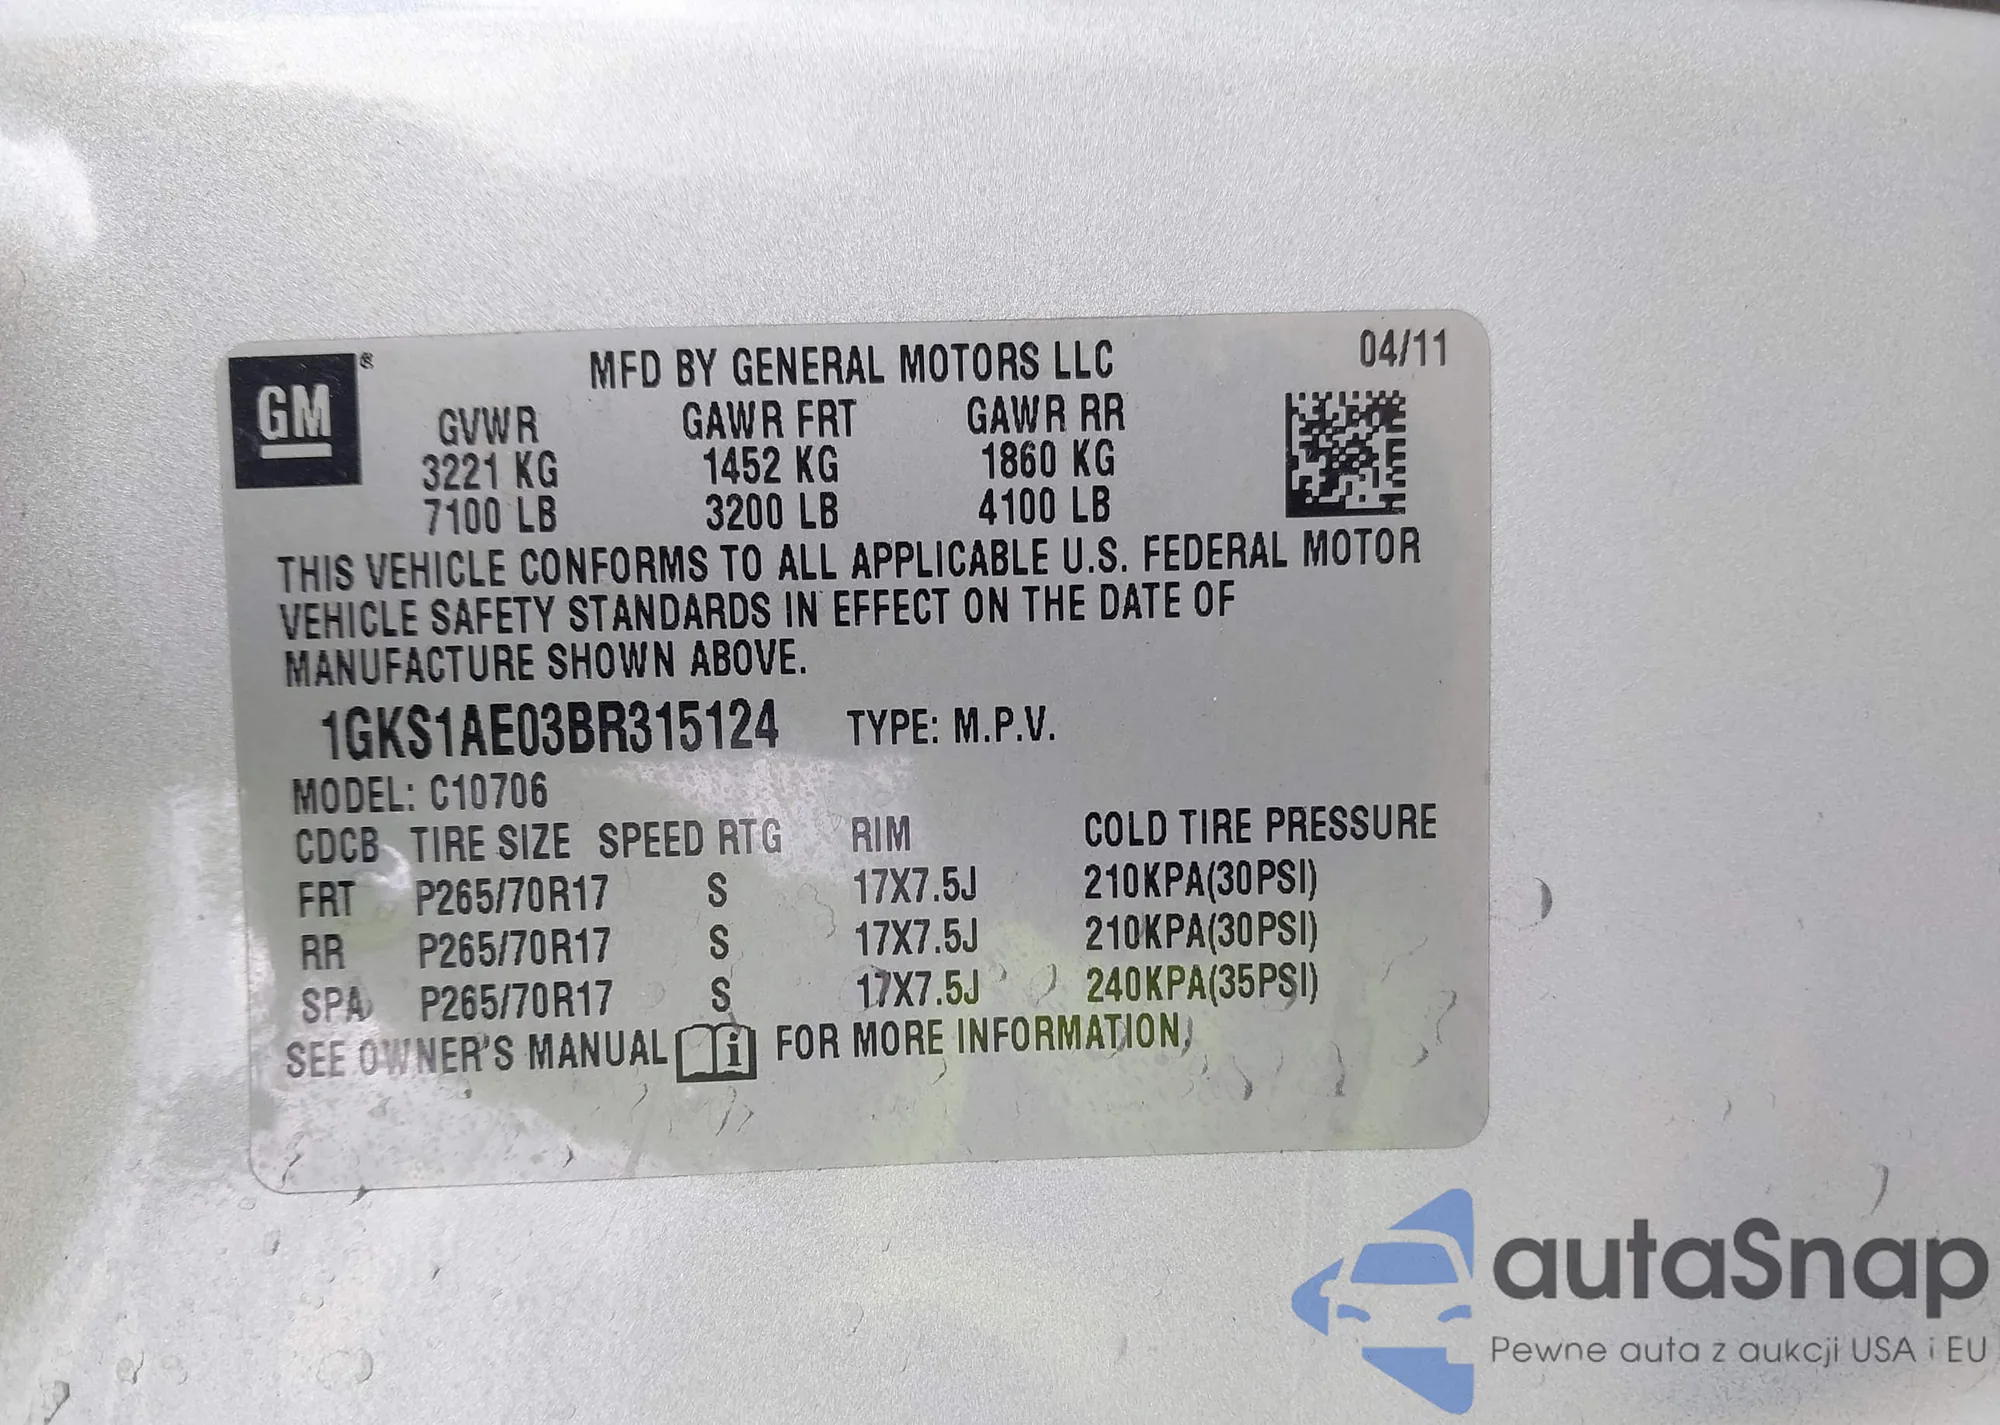 GM®
MFD BY GENERAL MOTORS LLC 04/11
GVWR GAWR FRT GAWR RR
3221 KG 1452 KG 1860 KG
7100 LB 3200 LB 4100 LB
THIS VEHICLE CONFORMS TO ALL APPLICABLE U.S. FEDERAL MOTOR
VEHICLE SAFETY STANDARDS IN EFFECT ON THE DATE OF
MANUFACTURE SHOWN ABOVE.
1GKS1AE03BR315124 TYPE: M.P.V.
MODEL: C10706
CDCB TIRE SIZE SPEED RTG RIM COLD TIRE PRESSURE
FRT P265/70R17 S 17X7.5J 210KPA(30PSI)
RR P265/70R17 S 17X7.5J 210KPA(30PSI)
SPA P265/70R17 S 17X7.5J 240KPA(35PSI)
SEE OWNER'S MANUAL i FOR MORE INFORMATION.
autaSnap
Pewne auta z aukcji USA i EU